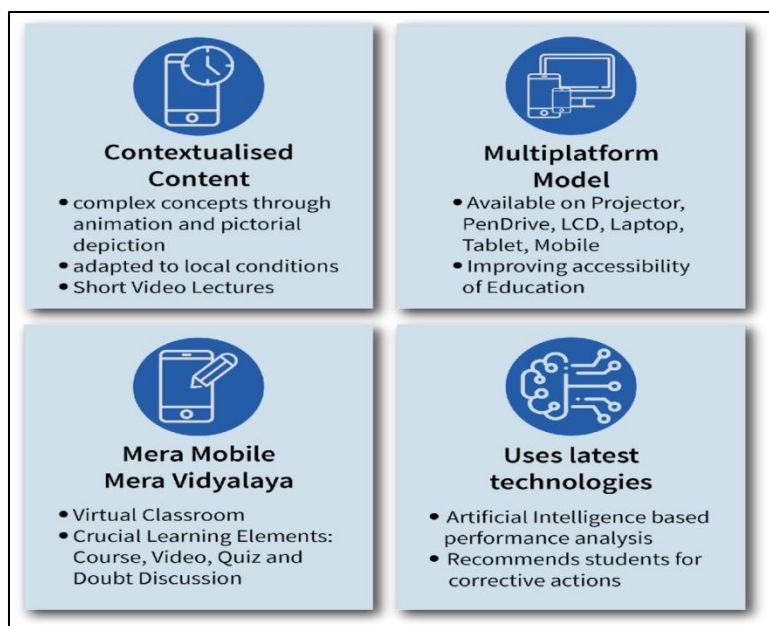 Contextualised
Content
• complex concepts through
animation and pictorial
depiction
• adapted to local conditions
• Short Video Lectures
Multiplatform
Model
• Available on Projector,
PenDrive, LCD, Laptop,
Tablet, Mobile
• Improving accessibility
of Education
Mera Mobile
Mera Vidyalaya
• Virtual Classroom
• Crucial Learning Elements:
Course, Video, Quiz and
Doubt Discussion
Uses latest
technologies
• Artificial Intelligence based
performance analysis
• Recommends students for
corrective actions